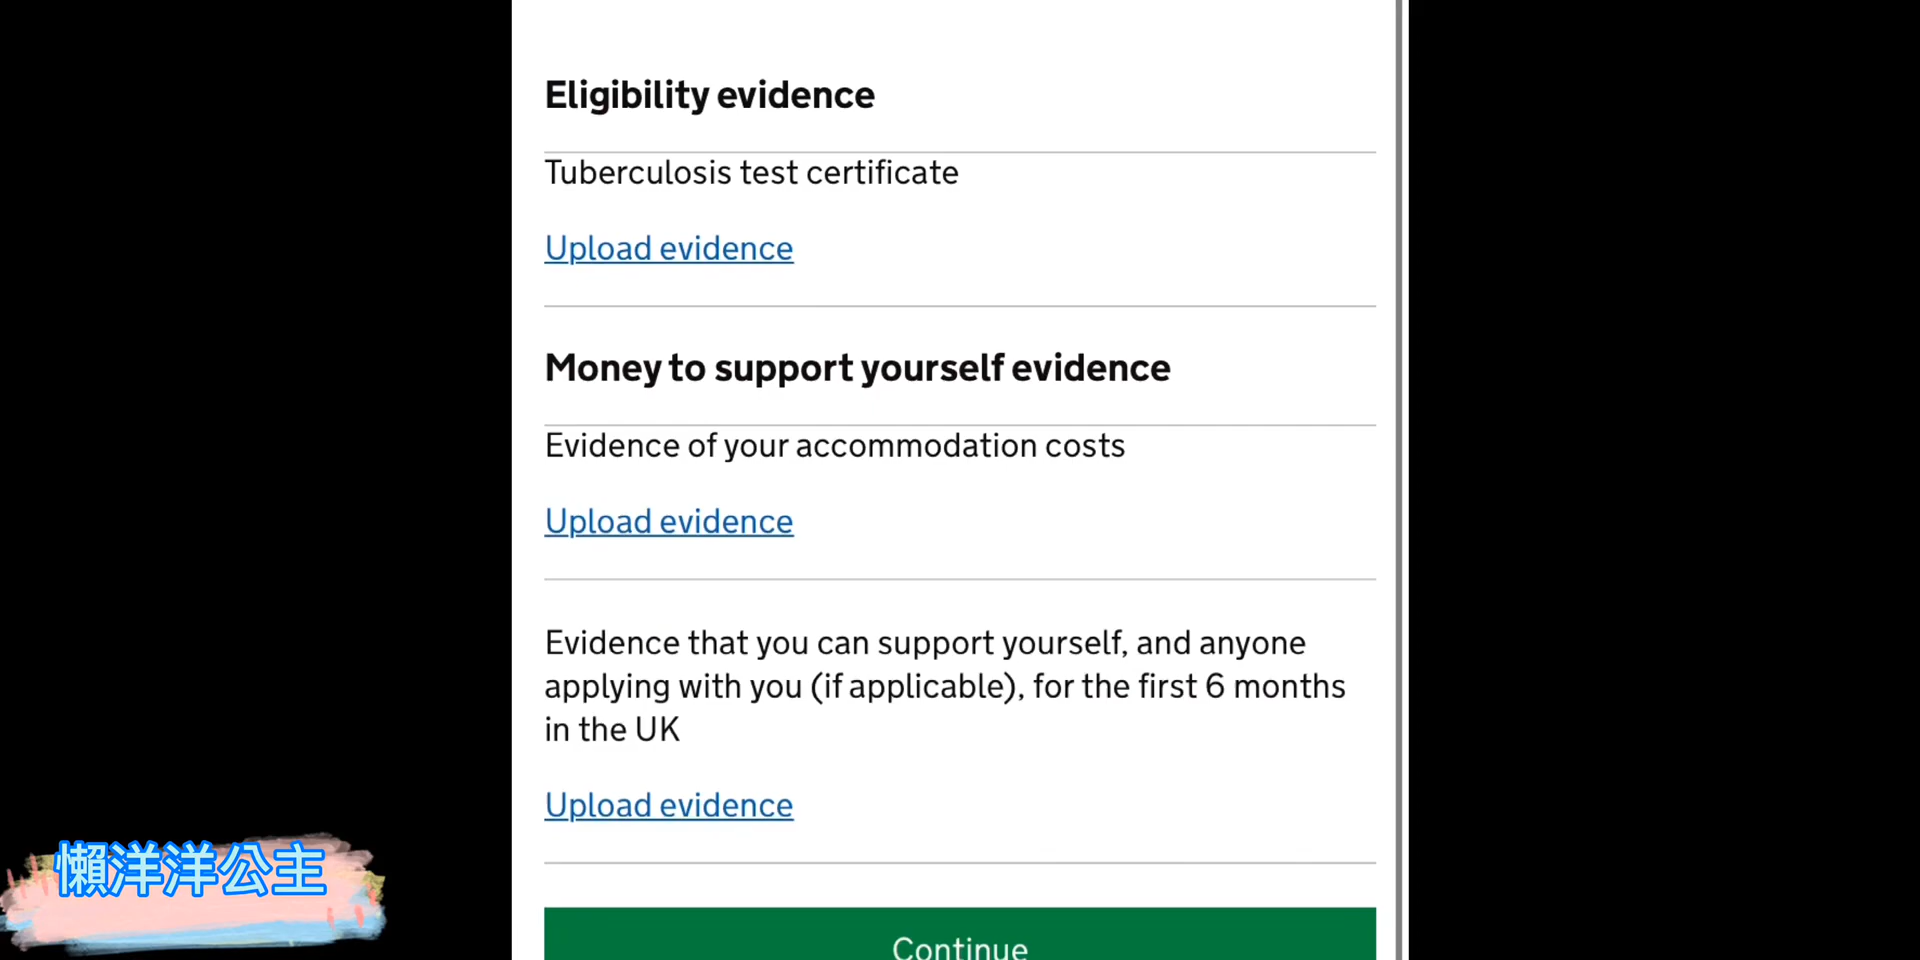 Eligibility evidence
Tuberculosis test certificate
Upload evidence
Money to support yourself evidence
Evidence of your accommodation costs
Upload evidence
Evidence that you can support yourself, and anyone
applying with you (if applicable), for the first 6 months
in the UK
Upload evidence
Continue
懶洋洋公主